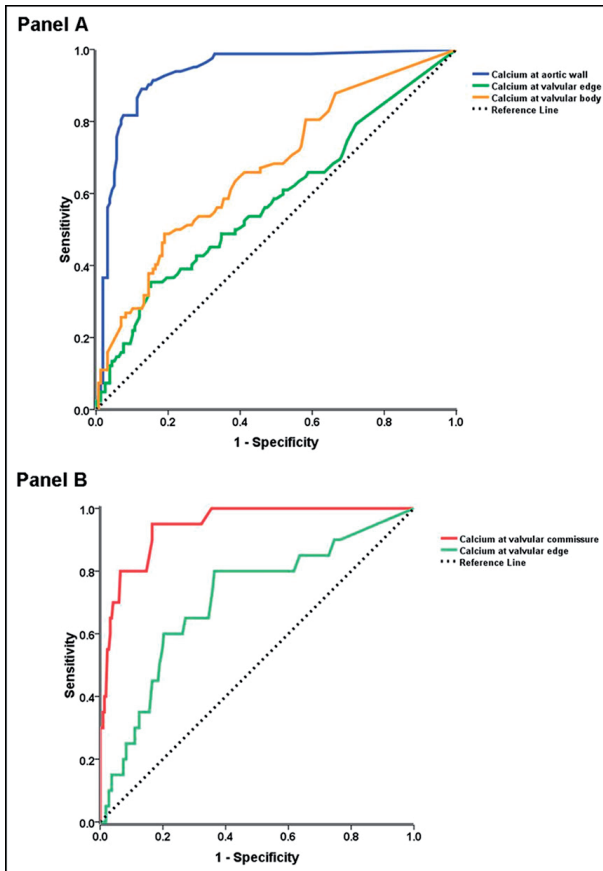 Panel A
Calcium at aortic wall
Calcium at valvular edge
Calcium at valvular body
Reference Line
Sensitivity
1.0
0.8
0.6
0.4
0.2
0.0
0.0 0.2 0.4 0.6 0.8 1.0
1 - Specificity
Panel B
Calcium at valvular commissure
Calcium at valvular edge
Reference Line
Sensitivity
1.0
0.8
0.6
0.4
0.2
0.0
0.0 0.2 0.4 0.6 0.8 1.0
1 - Specificity